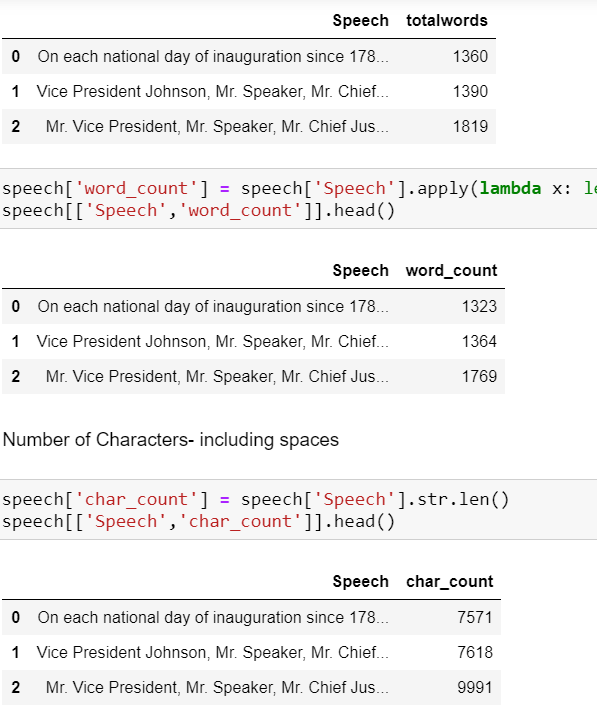 Speech totalwords
0 On each national day of inauguration since 178... 1360
1 Vice President Johnson, Mr. Speaker, Mr. Chief... 1390
2 Mr. Vice President, Mr. Speaker, Mr. Chief Jus... 1819
speech['word_count'] = speech['Speech'].apply(lambda x:
speech[['Speech','word_count']].head()
Speech word_count
0 On each national day of inauguration since 178... 1323
1 Vice President Johnson, Mr. Speaker, Mr. Chief... 1364
2 Mr. Vice President, Mr. Speaker, Mr. Chief Jus... 1769
Number of Characters- including spaces
speech['char_count'] = speech['Speech'].str.len()
speech[['Speech','char_count']].head()
Speech char_count
0 On each national day of inauguration since 178... 7571
1 Vice President Johnson, Mr. Speaker, Mr. Chief... 7618
2 Mr. Vice President, Mr. Speaker, Mr. Chief Jus... 9991